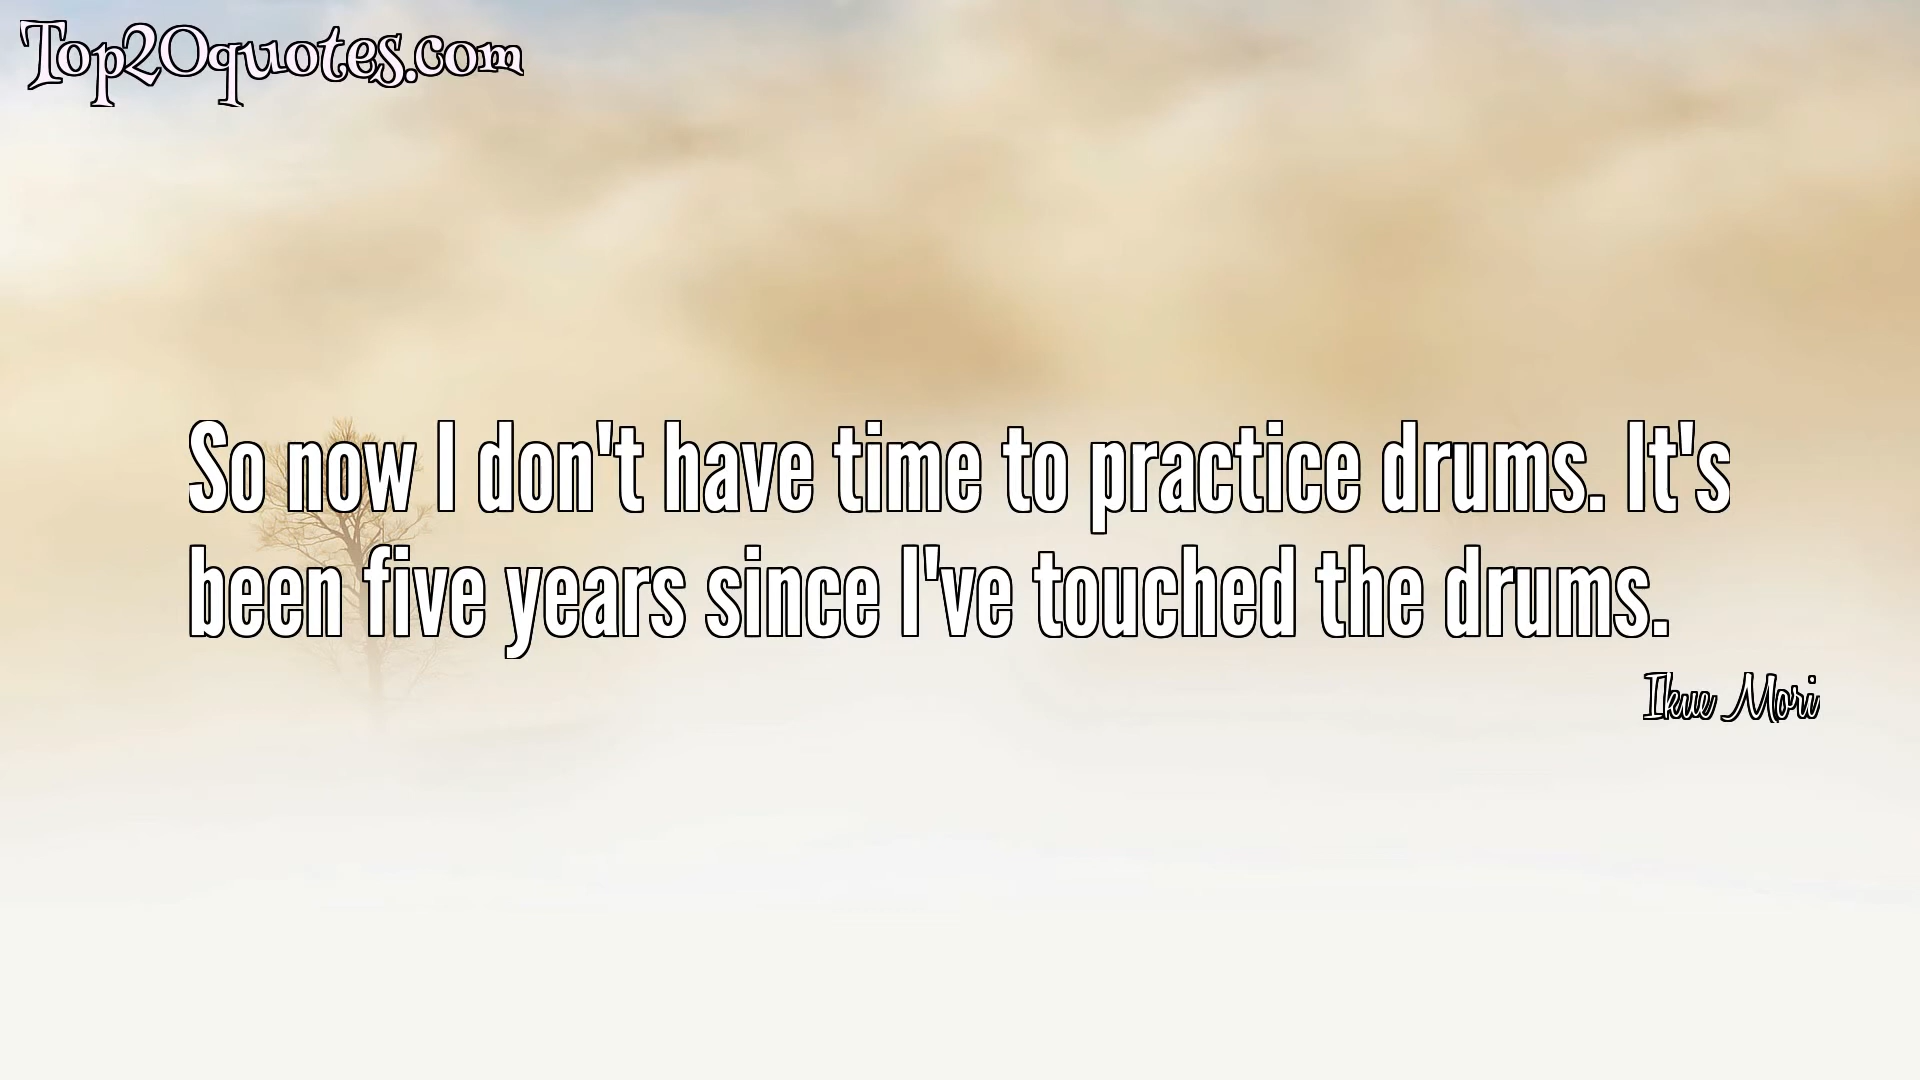 Top20quotes.com
So now I don't have time to practice drums. It's
been five years since I've touched the drums.
Ikue Mori